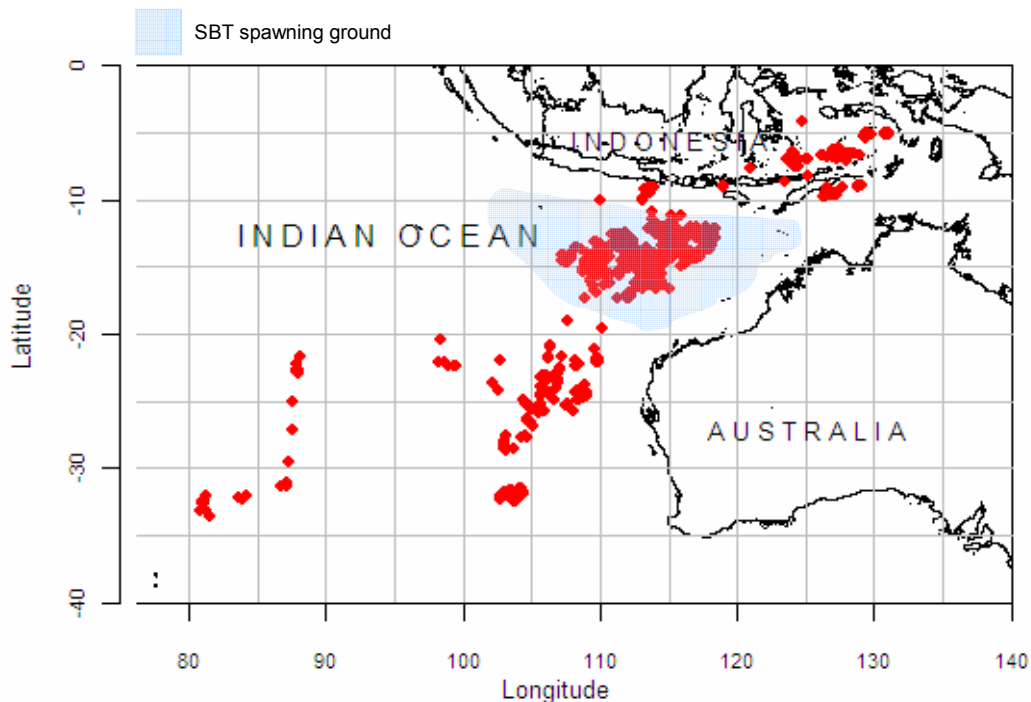 SBT spawning ground
0
INDONESIA
-10
INDIAN OCEAN
Latitude
-20
AUSTRALIA
-30
-40
80 90 100 110 120 130 140
Longitude